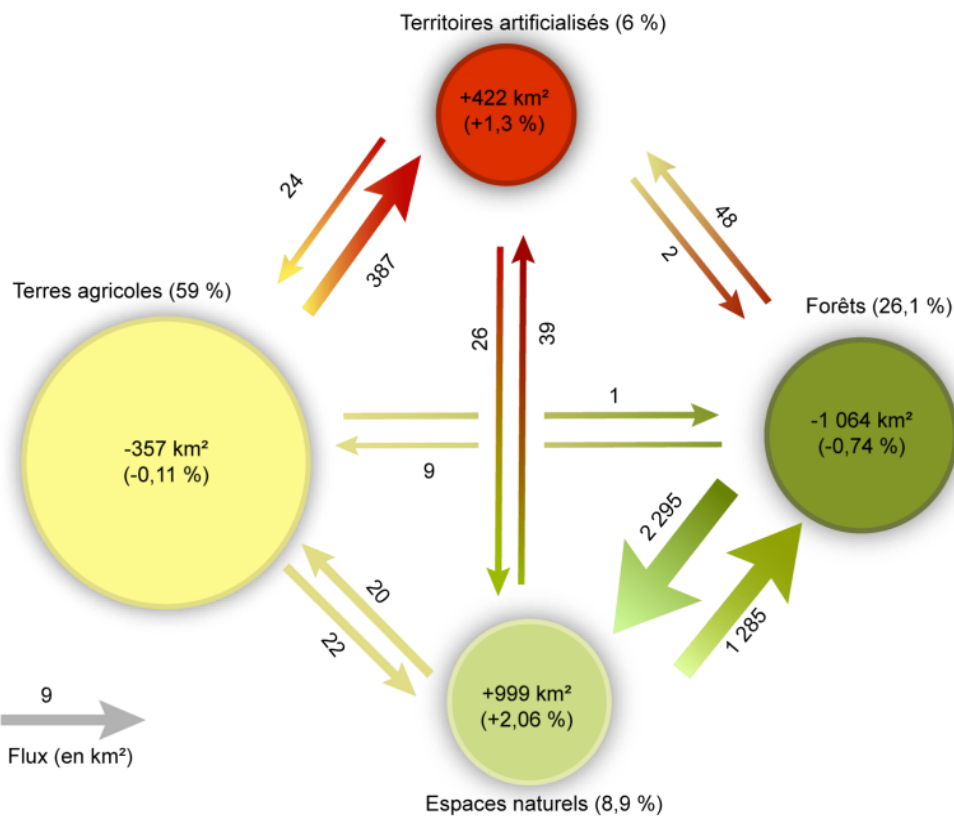 Territoires artificialisés (6 %)
+422 km²
(+1,3 %)
24
387
48
2
Terres agricoles (59 %)
Forêts (26,1 %)
26
39
1
-357 km²
(-0,11 %)
-1 064 km²
(-0,74 %)
9
2 295
20
22
1 285
9
+999 km²
(+2,06 %)
Flux (en km²)
Espaces naturels (8,9 %)